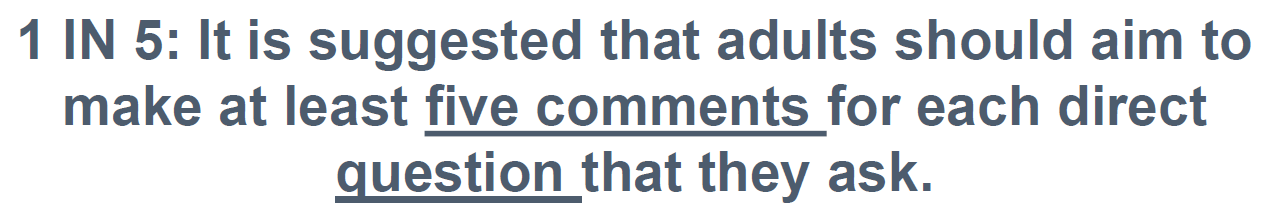 1 IN 5: It is suggested that adults should aim to
make at least five comments for each direct
question that they ask.